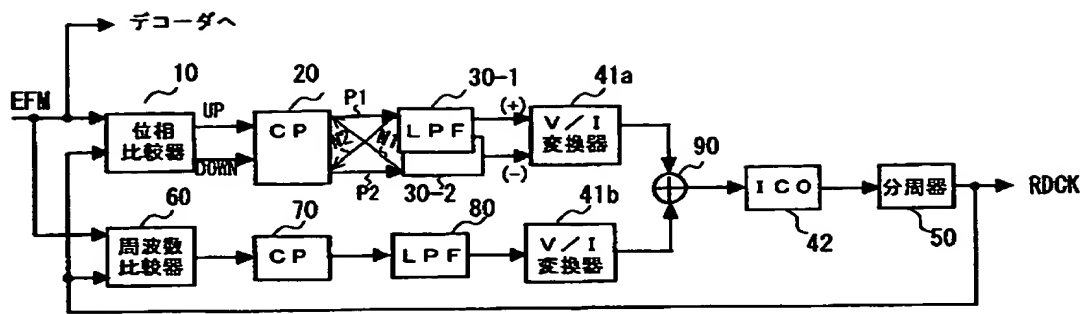 デコーダへ
10
20
30-1
41a
EFM
UP
P1
(+)
位相
比較器
CP
N2
N1
LPF
V/I
変換器
90
DOWN
P2
30-2
(-)
ICO
分周器
RDCK
60
70
80
41b
42
50
周波数
比較器
CP
LPF
V/I
変換器